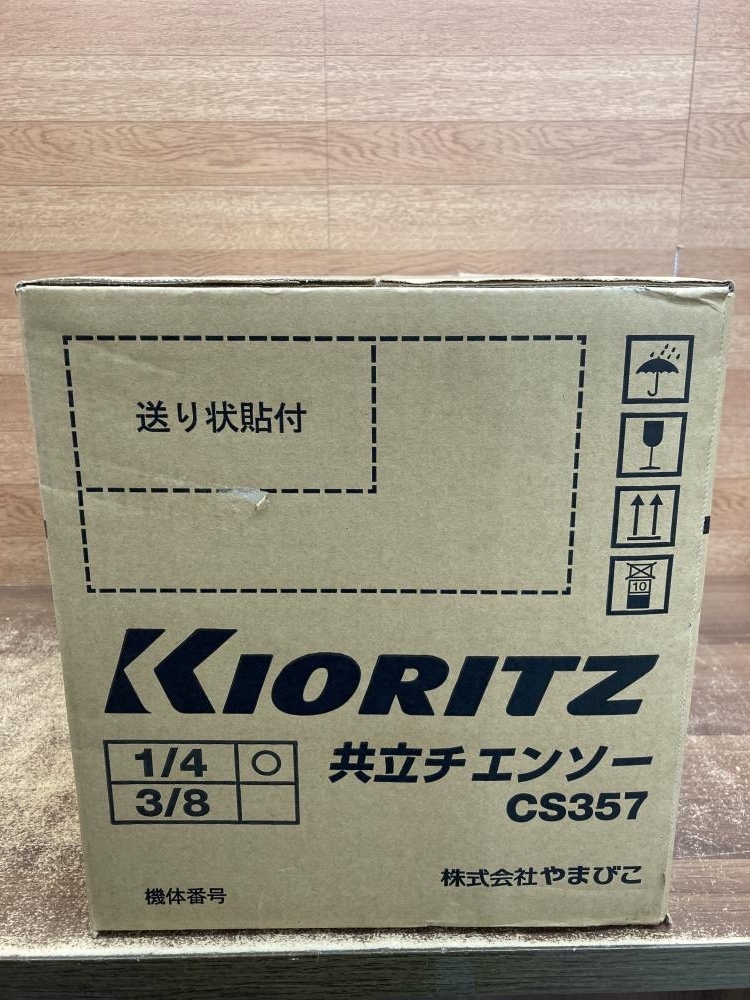 送り状貼付
10
KIORITZ
1/4 ○
3/8
共立チエンソー
CS357
株式会社やまびこ
機体番号